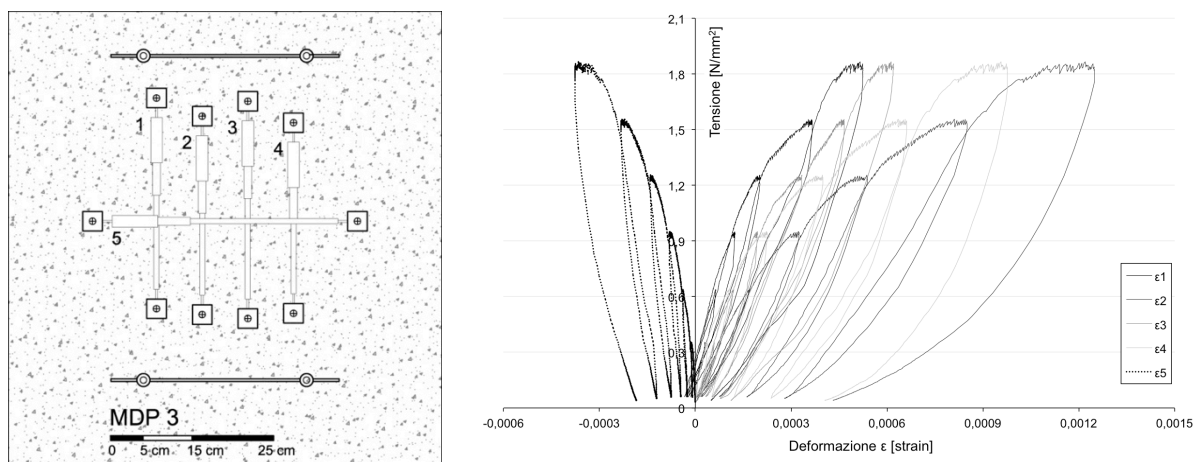 1
2
3
4
5
MDP 3
0 5 cm 15 cm 25 cm
Tensione [N/mm²]
2,1
1,8
1,5
1,2
0,9
0,6
0,3
0
-0,0006 -0,0003 0 0,0003 0,0006 0,0009 0,0012 0,0015
Deformazione ε [strain]
ε1
ε2
ε3
ε4
ε5